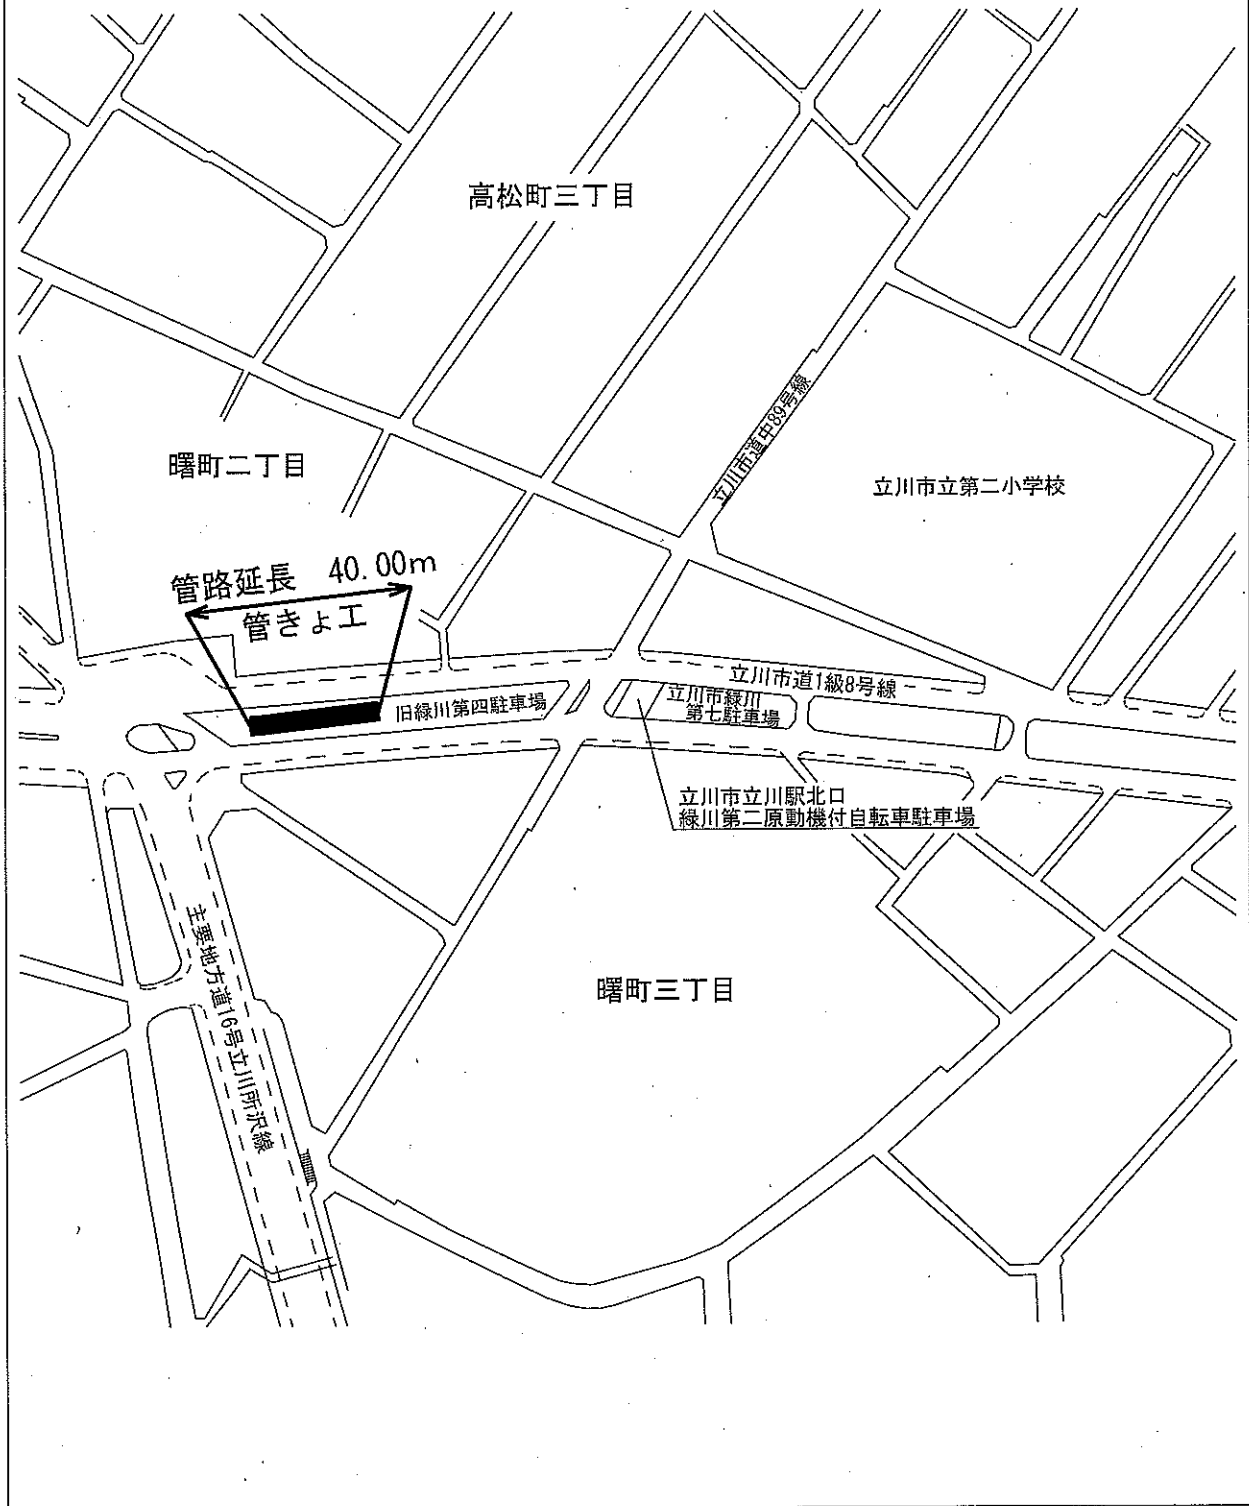 高松町三丁目
立川市道中89号線
曙町二丁目
立川市立第二小学校
管路延長 40.00m
管きょ工
立川市道1級8号線
旧緑川第四駐車場
立川市緑川
第七駐車場
立川市立川駅北口
緑川第二原動機付自転車駐車場
主要地方道16号立川所沢線
曙町三丁目